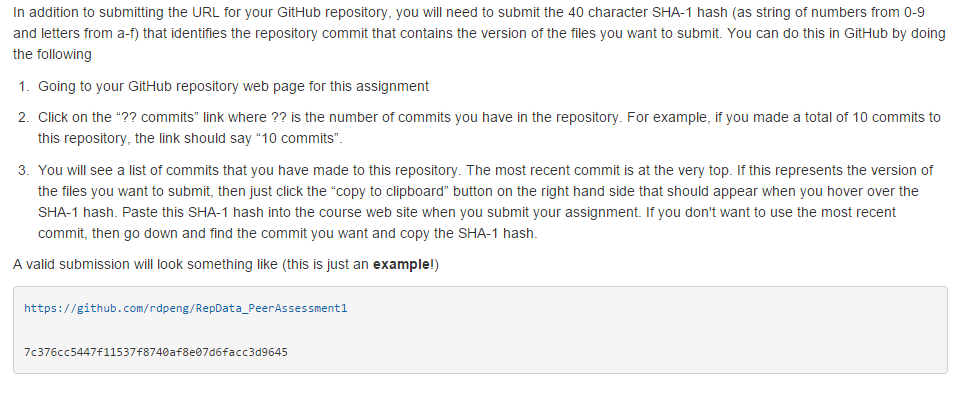 In addition to submitting the URL for your GitHub repository, you will need to submit the 40 character SHA-1 hash (as string of numbers from 0-9
and letters from a-f) that identifies the repository commit that contains the version of the files you want to submit. You can do this in GitHub by doing
the following
1. Going to your GitHub repository web page for this assignment
2. Click on the “?? commits” link where ?? is the number of commits you have in the repository. For example, if you made a total of 10 commits to
this repository, the link should say “10 commits”.
3. You will see a list of commits that you have made to this repository. The most recent commit is at the very top. If this represents the version of
the files you want to submit, then just click the “copy to clipboard” button on the right hand side that should appear when you hover over the
SHA-1 hash. Paste this SHA-1 hash into the course web site when you submit your assignment. If you don't want to use the most recent
commit, then go down and find the commit you want and copy the SHA-1 hash.
A valid submission will look something like (this is just an example!)
https://github.com/rdpeng/RepData_PeerAssessment1
7c376cc5447f11537f8740af8e07d6facc3d9645